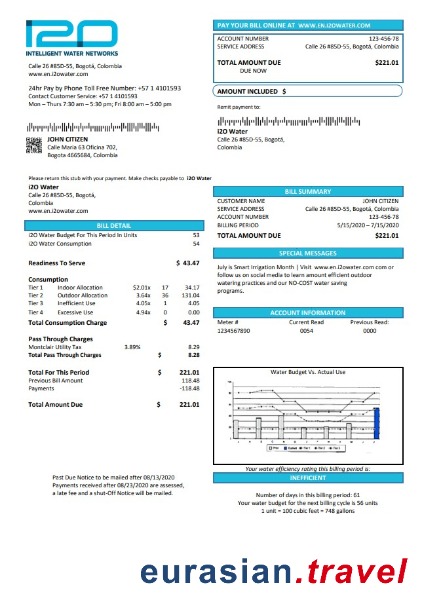 i2O
INTELLIGENT WATER NETWORKS
Calle 26 #85D-55, Bogotá, Colombia
www.en.i2owater.com
24hr Pay by Phone Toll Free Number: +57 1 4101593
Contact Customer Service: +57 1 4101593
Mon - Thurs 7:30 am - 5:30 pm; Fri 8:00 am - 5:00 pm
JOHN CITIZEN
Calle Maria 63 Oficina 702,
Bogota 4665684, Colombia
PAY YOUR BILL ONLINE AT WWW.EN.I2OWATER.COM
ACCOUNT NUMBER 123-456-78
SERVICE ADDRESS Calle 26 #85D-55, Bogotá, Colombia
TOTAL AMOUNT DUE $221.01
DUE NOW
AMOUNT INCLUDED $
Remit payment to:
i2O Water
Calle 26 #85D-55, Bogotá,
Colombia
Please return this stub with your payment. Make checks payable to i2O Water
i2O Water
Calle 26 #85D-55, Bogotá,
Colombia
www.en.i2owater.com
BILL DETAIL
i2O Water Budget For This Period In Units 53
i2O Water Consumption 54
Readiness To Serve $ 43.47
Consumption
Tier 1 Indoor Allocation 17 34.17
Tier 2 Outdoor Allocation 3.64x 36 131.04
Tier 3 Inefficient Use 4.05x 1 4.05
Tier 4 Excessive Use 4.94x 0 0.00
Total Consumption Charge $ 43.47
Pass Through Charges
Montclair Utility Tax 3.89% 8.29
Total Pass Through Charges $ 8.28
Total For This Period $ 221.01
Previous Bill Amount 118.48
Payments -118.48
Total Amount Due $ 221.01
BILL SUMMARY
CUSTOMER NAME JOHN CITIZEN
SERVICE ADDRESS Calle 26 #85D-55, Bogotá, Colombia
ACCOUNT NUMBER 123-456-78
BILLING PERIOD 5/15/2020 - 7/15/2020
TOTAL AMOUNT DUE $221.01
SPECIAL MESSAGES
July is Smart Irrigation Month | Visit www.en.i2owater.com.com or
follow us on social media to learn about efficient outdoor
watering practices and our NO-COST water saving
programs.
ACCOUNT INFORMATION
Meter # Current Read Previous Read:
1234567890 0054 0000
Water Budget Vs. Actual Use
Your water efficiency rating this billing period is:
INEFFICIENT
Number of days in this billing period: 61
Your water budget for the next billing cycle is 56 units
1 unit = 100 cubic feet = 748 gallons
Past Due Notice to be mailed after 08/13/2020
Payments received after 08/23/2020 are assessed,
a late fee and a shut-Off Notice will be mailed.
eurasian.travel